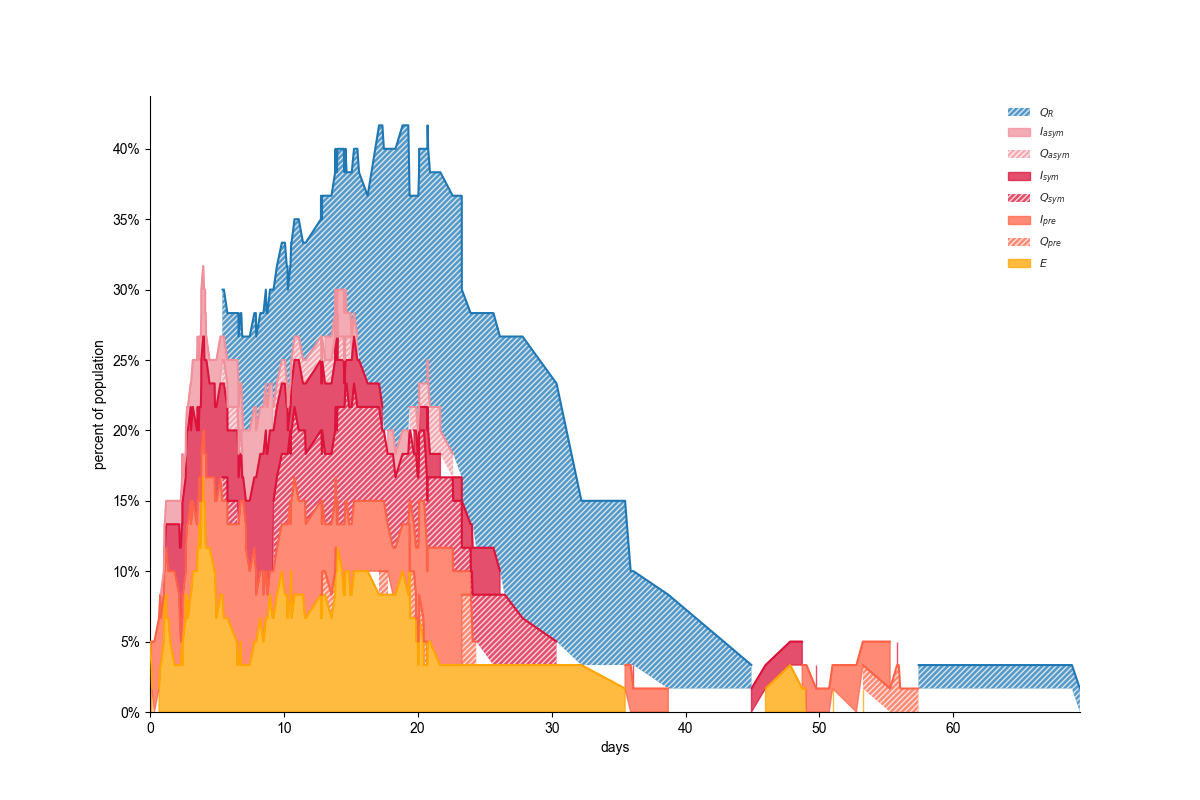 percent of population
40%
35%
30%
25%
20%
15%
10%
5%
0%
0 10 20 30 40 50 60
days
Q_R
I_asym
Q_asym
I_sym
Q_sym
I_pre
Q_pre
E